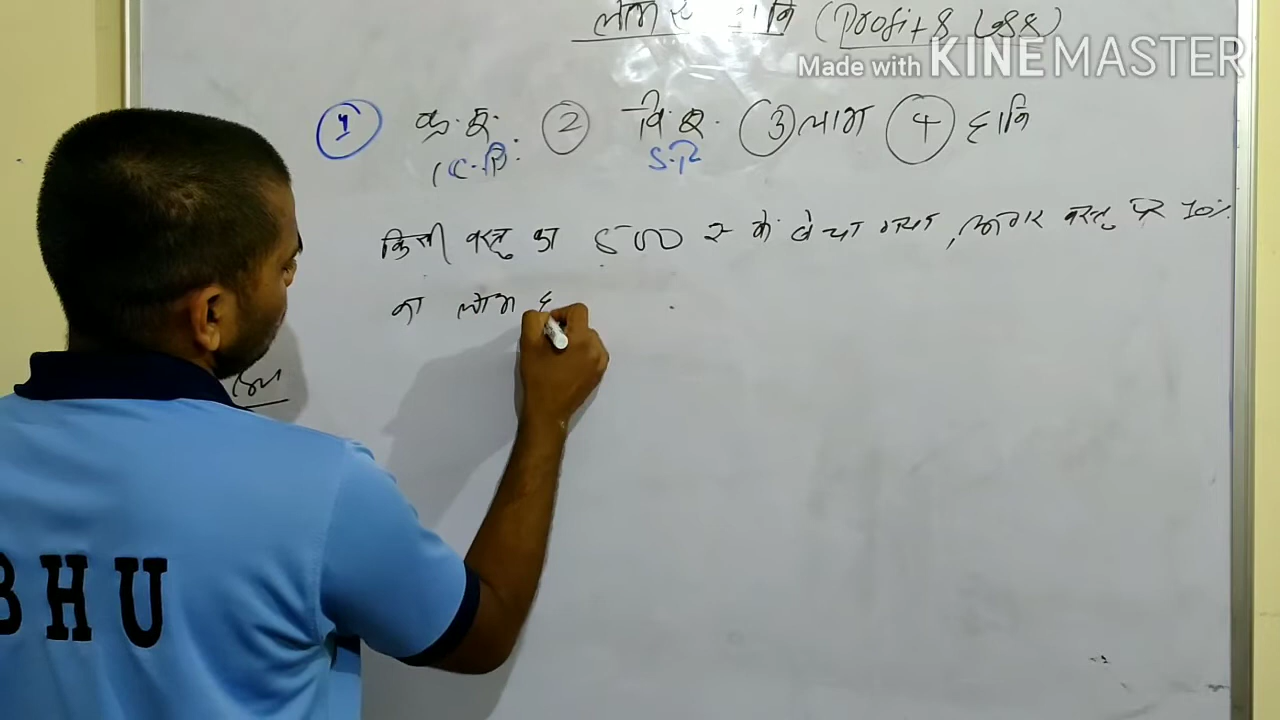 लाभ (Profit & Loss)
Made with KINEMASTER
1 क्र.मू. 2 वि.मू. 3 लाभ 4 हानि
(C.P. S.P.
किसी वस्तु का 500 रु के बेचा गया, अगर वस्तु पर 10%
का लाभ ह
BHU